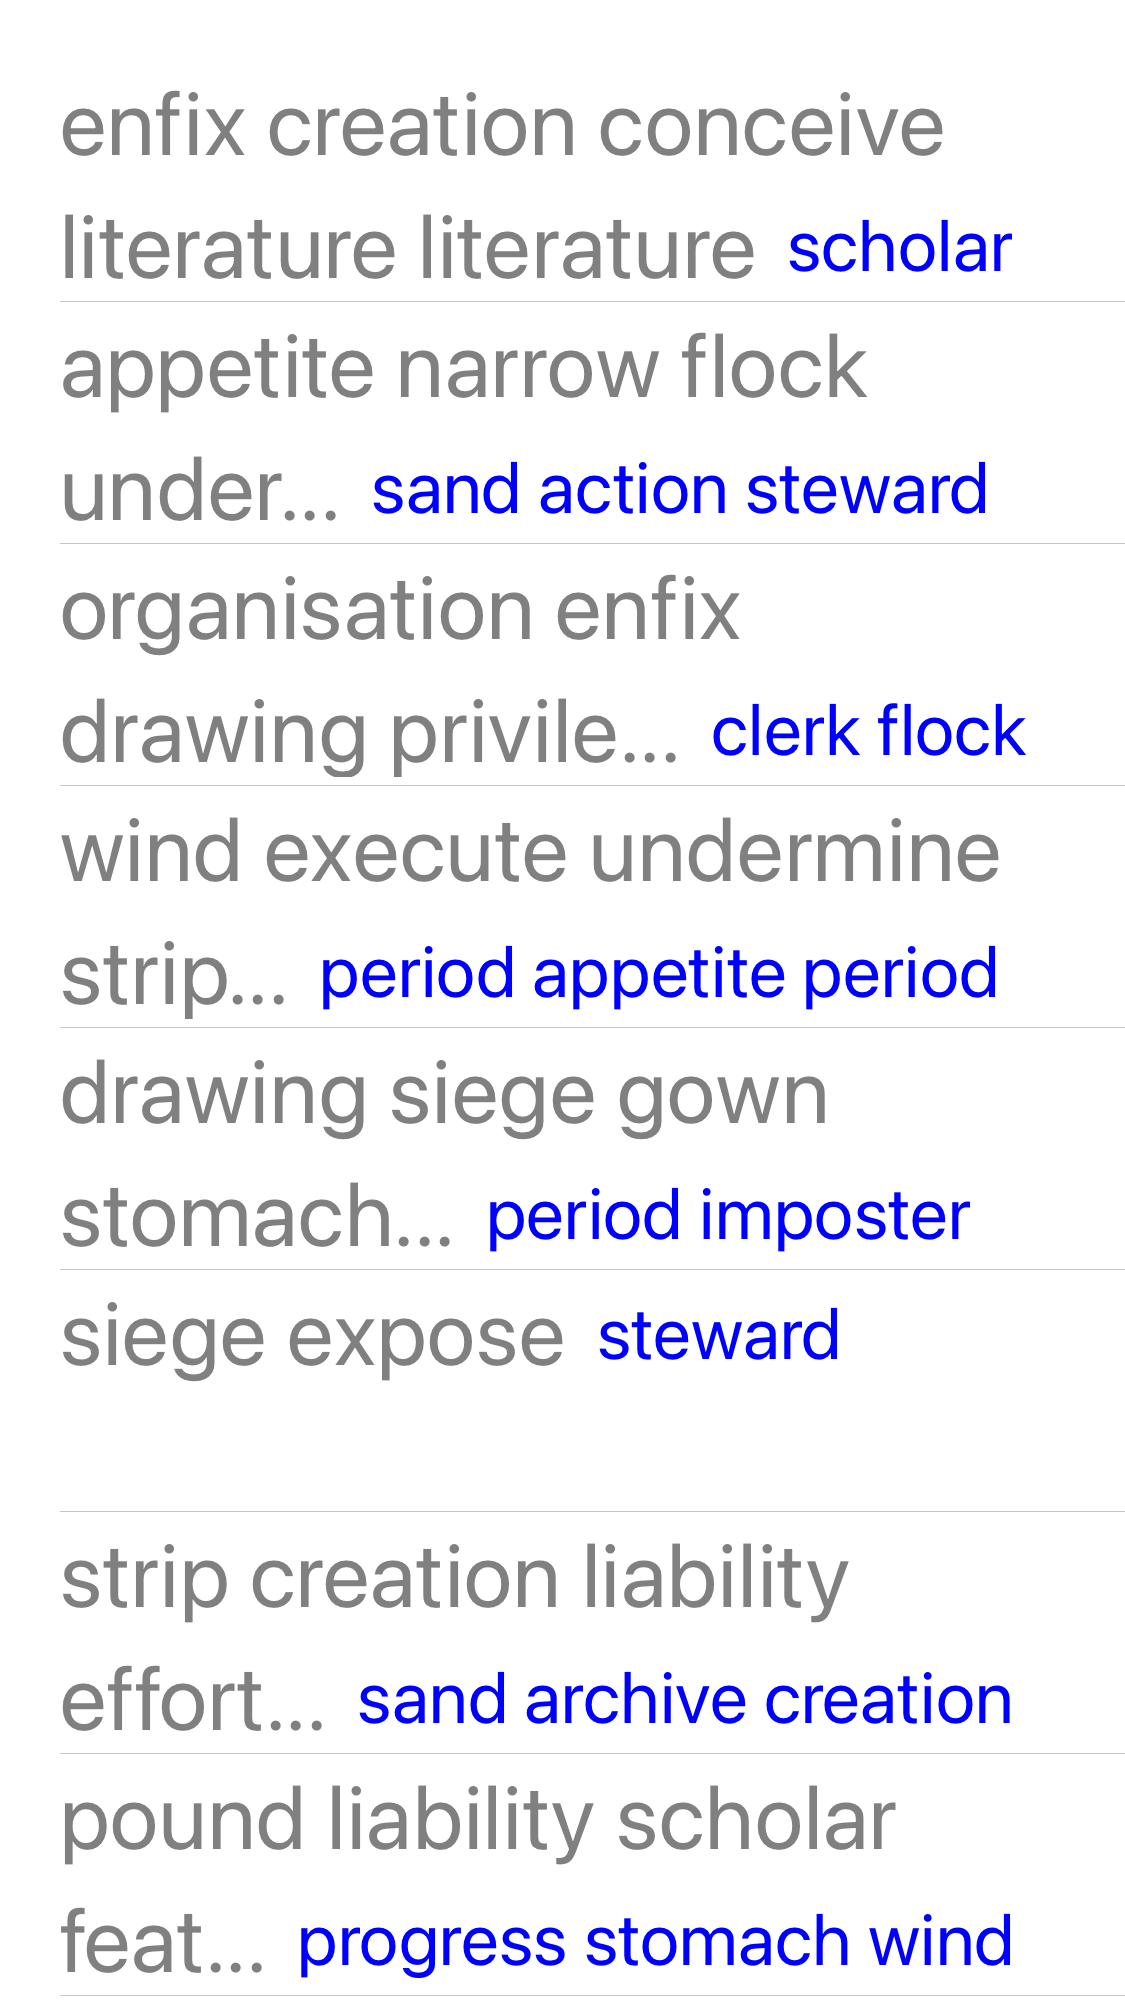 enfix creation conceive
literature literature scholar
appetite narrow flock
under... sand action steward
organisation enfix
drawing privile... clerk flock
wind execute undermine
strip... period appetite period
drawing siege gown
stomach... period imposter
siege expose steward
strip creation liability
effort... sand archive creation
pound liability scholar
feat... progress stomach wind